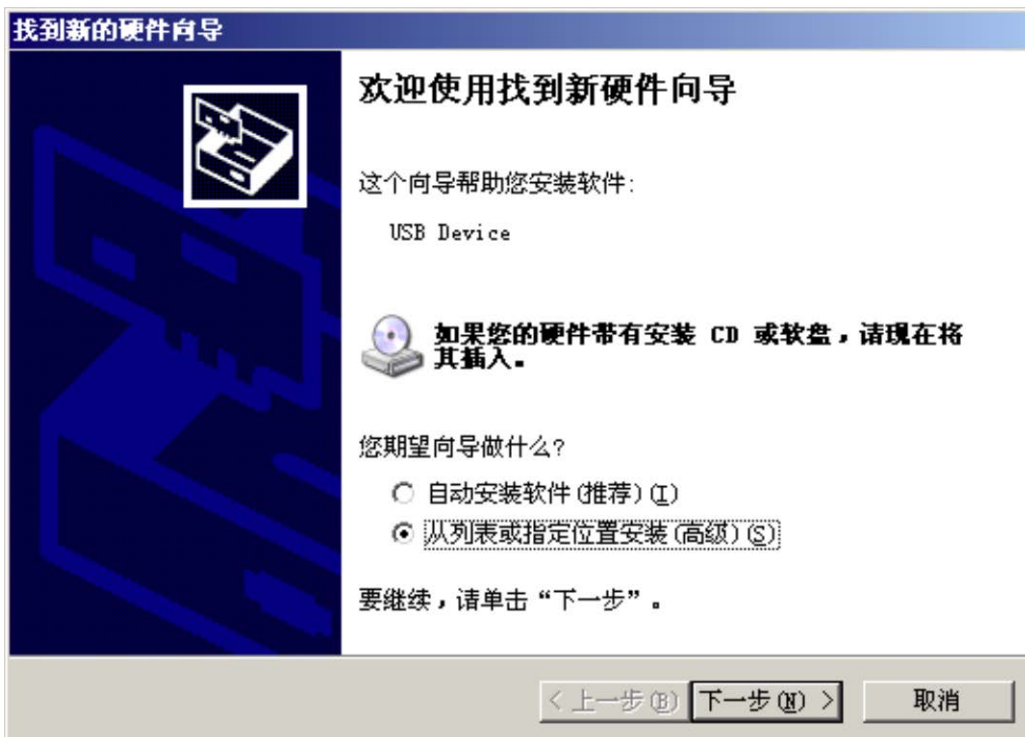 找到新的硬件向导
欢迎使用找到新硬件向导
这个向导帮助您安装软件:
USB Device
如果您的硬件带有安装 CD 或软盘，请现在将
其插入。
您期望向导做什么?
自动安装软件(推荐)(I)
从列表或指定位置安装(高级)(S)
要继续，请单击“下一步”。
< 上一步(B)
下一步(N) >
取消